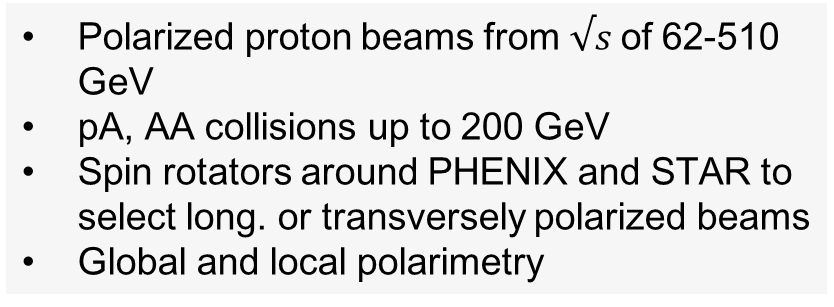 • Polarized proton beams from √s of 62-510
GeV
• pA, AA collisions up to 200 GeV
• Spin rotators around PHENIX and STAR to
select long. or transversely polarized beams
• Global and local polarimetry